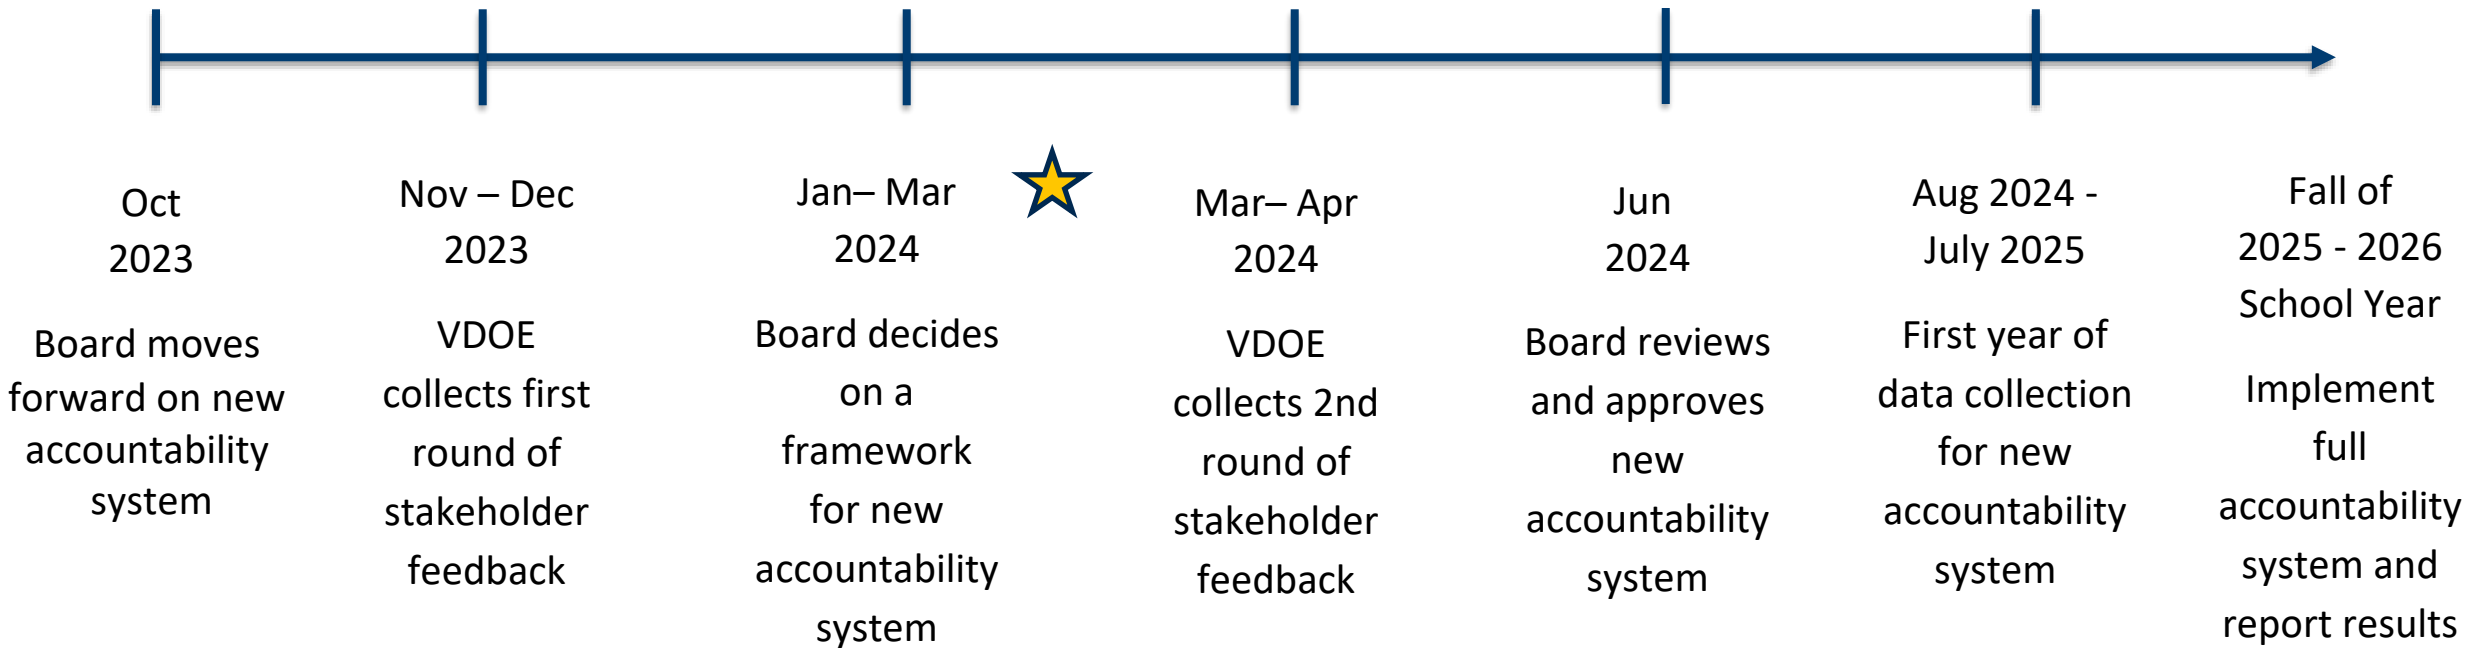 Oct
2023
Board moves
forward on new
accountability
system
Nov – Dec
2023
VDOE
collects first
round of
stakeholder
feedback
Jan– Mar
2024
Board decides
on a
framework
for new
accountability
system
Mar– Apr
2024
VDOE
collects 2nd
round of
stakeholder
feedback
Jun
2024
Board reviews
and approves
new
accountability
system
Aug 2024 -
July 2025
First year of
data collection
for new
accountability
system
Fall of
2025 - 2026
School Year
Implement
full
accountability
system and
report results